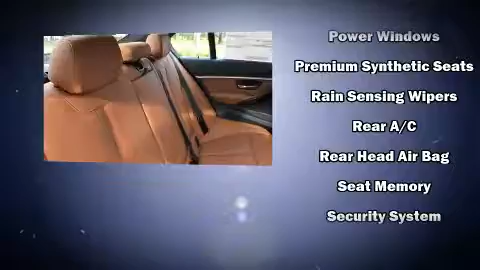 Power Windows
Premium Synthetic Seats
Rain Sensing Wipers
Rear A/C
Rear Head Air Bag
Seat Memory
Security System